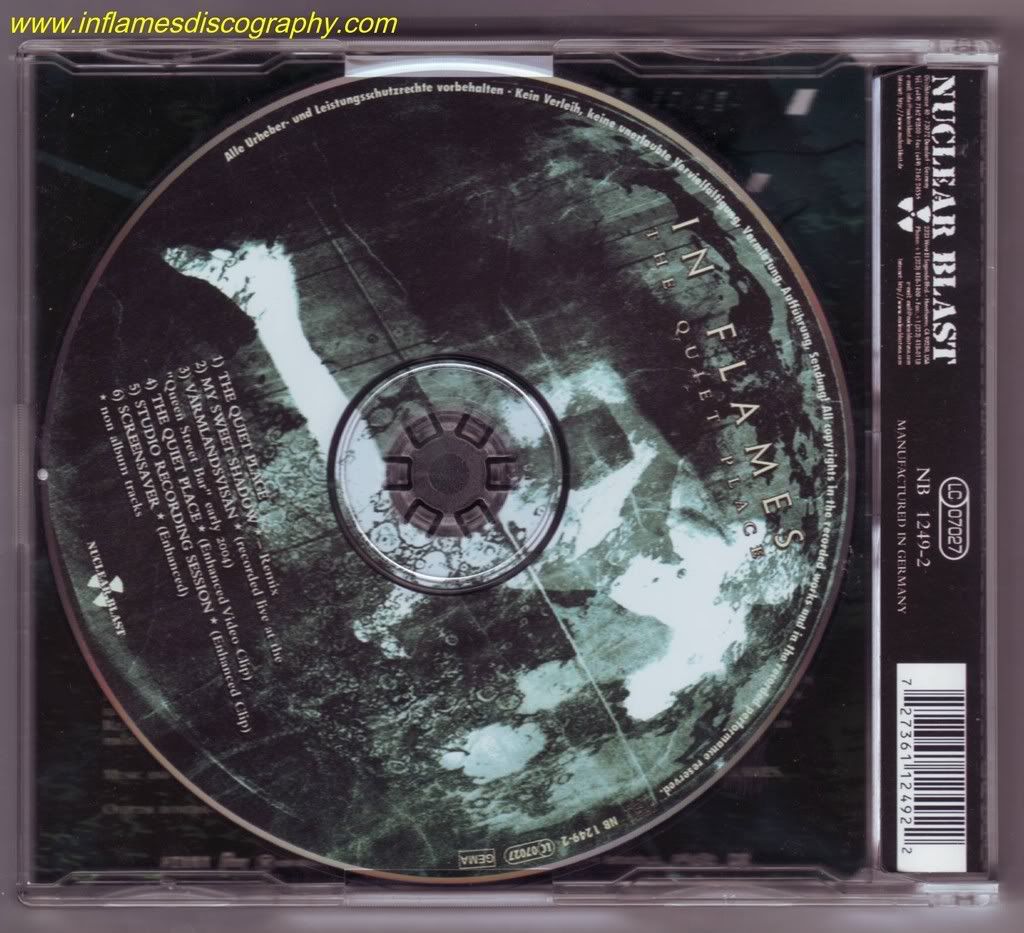 www.inflamesdiscography.com
Alle Urheber- und Leistungsschutzrechte vorbehalten - Kein Verleih, keine unerlaubte Vervielfältigung, Vermietung, Aufführung, Sendung! All copyrights in the recorded works and in the performance reserved.
IN FLAMES
THE QUIET PLACE
1) THE QUIET PLACE
2) MY SWEET SHADOW - Remix
3) VÄRMLANDSVISAN * (recorded live at the
"Queen Street Bar" early 2004)
4) THE QUIET PLACE * (Enhanced Video Clip)
5) STUDIO RECORDING SESSION * (Enhanced Clip)
6) SCREENSAVER * (Enhanced)
* non album tracks
NUCLEAR BLAST
NB 1249-2
LC 07027
GEMA
NUCLEAR BLAST
LC 07027
NB 1249-2
MANUFACTURED IN GERMANY
7 27361 12492 2